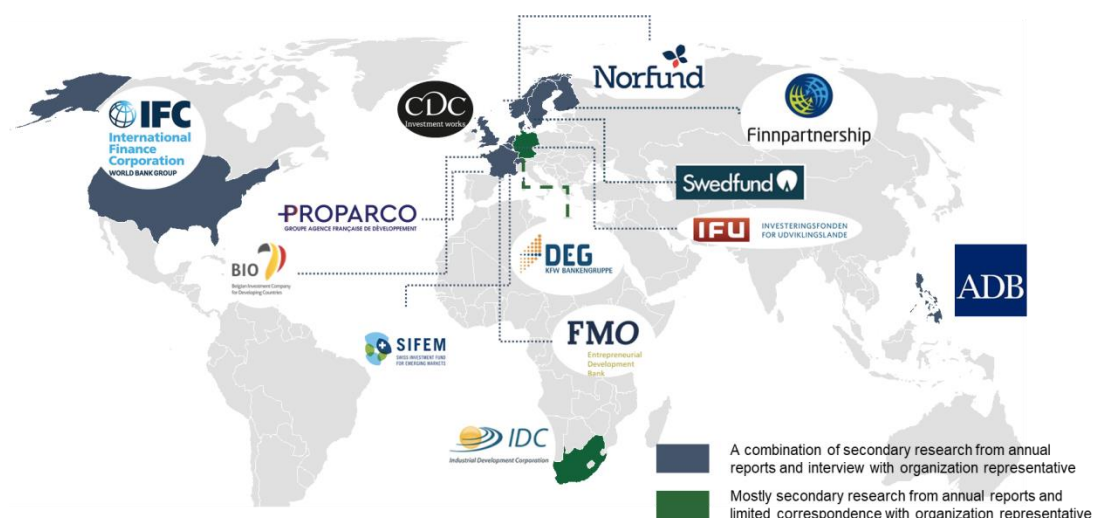 Norfund
CDC
Investment works
IFC
International
Finance
Corporation
WORLD BANK GROUP
Finnpartnership
Swedfund
PROPARCO
GROUPE AGENCE FRANÇAISE DE DÉVELOPPEMENT
IFU
INVESTERINGSFONDEN
FOR UDVIKLINGSLANDE
DEG
KFW BANKENGRUPPE
BIO
Belgian Investment Company
for Developing Countries
ADB
SIFEM
SWISS INVESTMENT FUND
FOR EMERGING MARKETS
FMO
Entrepreneurial
Development
Bank
IDC
Industrial Development Corporation
A combination of secondary research from annual
reports and interview with organization representative
Mostly secondary research from annual reports and
limited correspondence with organization representative